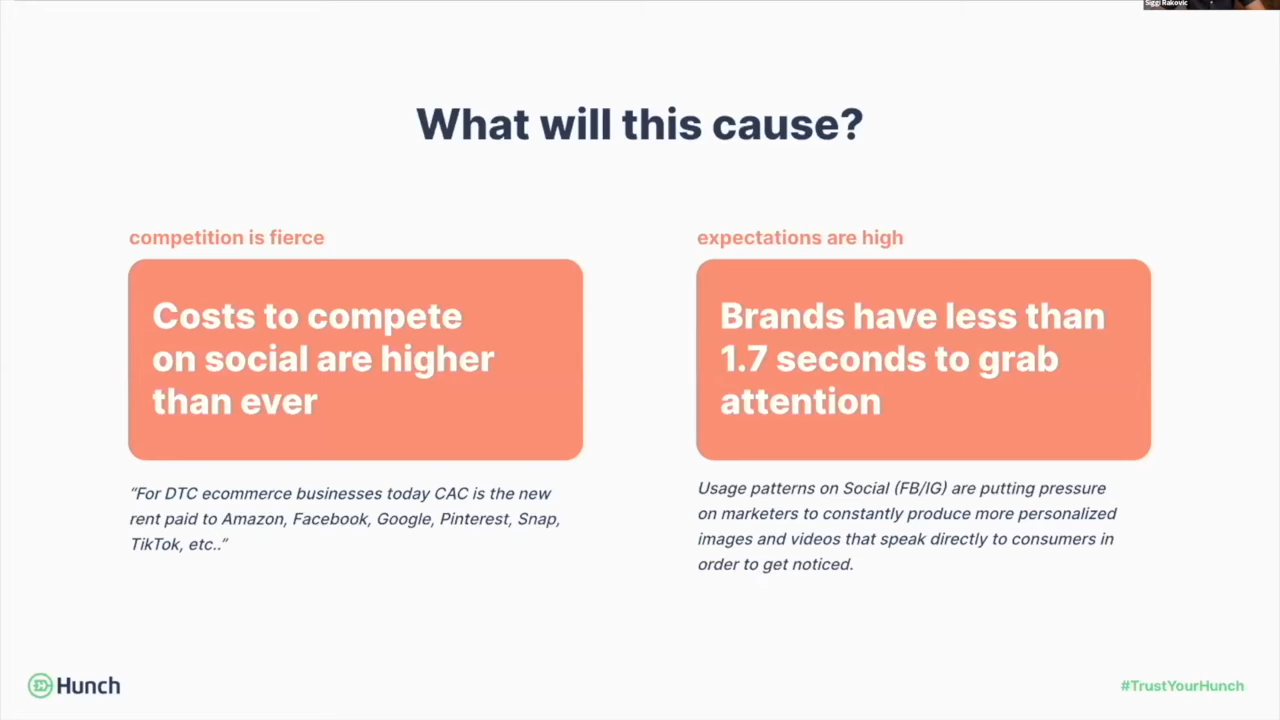 Siggi Rakovic
What will this cause?
competition is fierce
Costs to compete
on social are higher
than ever
“For DTC ecommerce businesses today CAC is the new
rent paid to Amazon, Facebook, Google, Pinterest, Snap,
TikTok, etc..”
expectations are high
Brands have less than
1.7 seconds to grab
attention
Usage patterns on Social (FB/IG) are putting pressure
on marketers to constantly produce more personalized
images and videos that speak directly to consumers in
order to get noticed.
Hunch
#TrustYourHunch